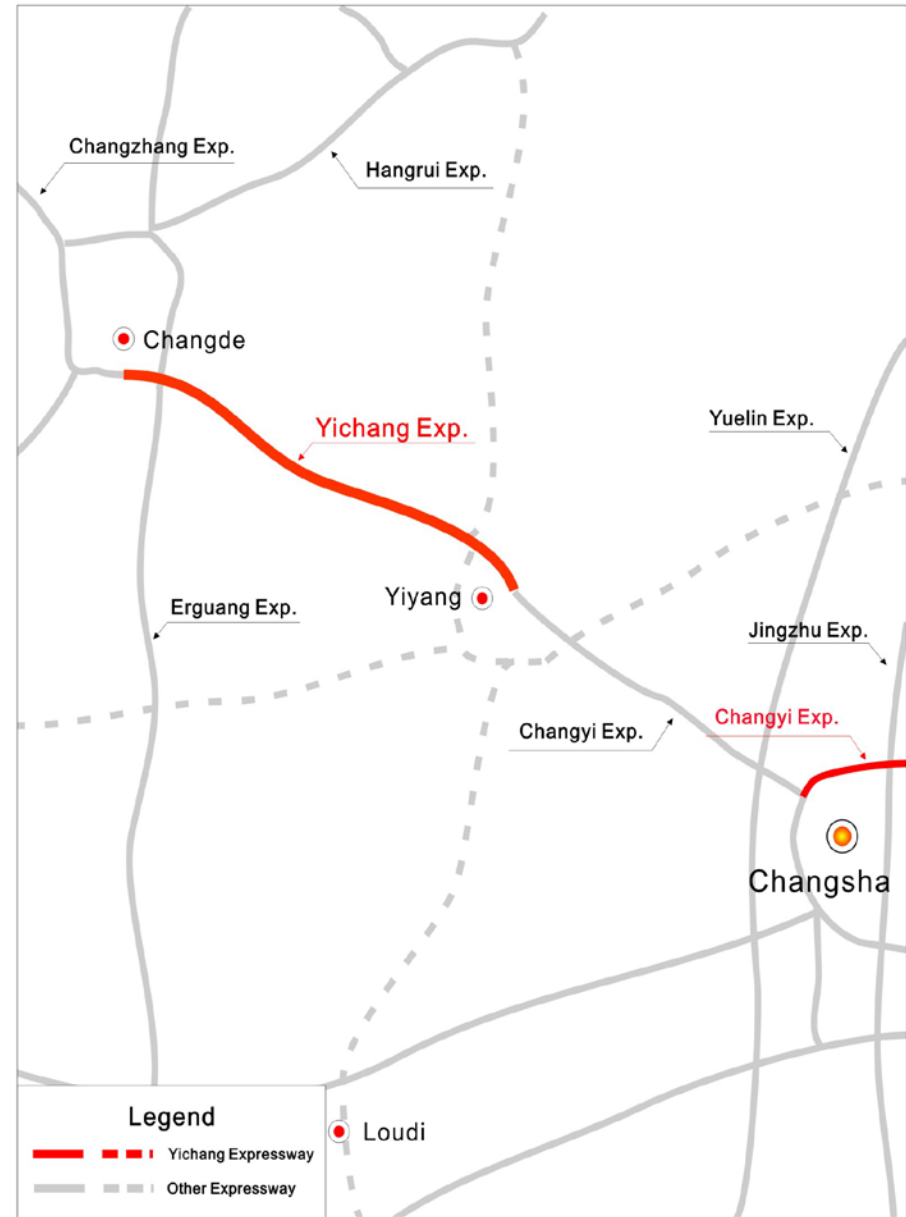 Changzhang Exp.
Hangrui Exp.
Changde
Yichang Exp.
Yuelin Exp.
Yiyang
Erguang Exp.
Jingzhu Exp.
Changyi Exp.
Changyi Exp.
Changsha
Legend
Yichang Expressway
Other Expressway
Loudi